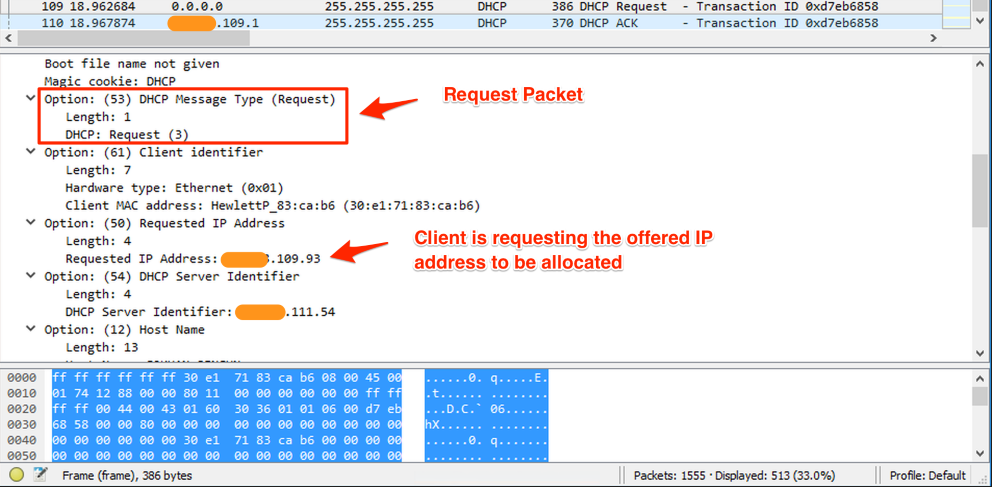 109 18.962684 0.0.0.0 255.255.255.255 DHCP 386 DHCP Request - Transaction ID 0xd7eb6858
110 18.967874 .109.1 255.255.255.255 DHCP 370 DHCP ACK - Transaction ID 0xd7eb6858
Boot file name not given
Magic cookie: DHCP
Option: (53) DHCP Message Type (Request)
Length: 1
DHCP: Request (3)
Request Packet
Option: (61) Client identifier
Length: 7
Hardware type: Ethernet (0x01)
Client MAC address: HewlettP_83:ca:b6 (30:e1:71:83:ca:b6)
Option: (50) Requested IP Address
Length: 4
Requested IP Address: .109.93
Client is requesting the offered IP
address to be allocated
Option: (54) DHCP Server Identifier
Length: 4
DHCP Server Identifier: .111.54
Option: (12) Host Name
Length: 13
0000 ff ff ff ff ff ff 30 e1 71 83 ca b6 08 00 45 00 ......0. q.....E.
0010 01 74 12 88 00 00 80 11 00 00 00 00 00 00 ff ff .t...... ........
0020 ff ff 00 44 00 43 01 60 30 36 01 01 06 00 d7 eb ...D.C.` 06......
0030 68 58 00 00 80 00 00 00 00 00 00 00 00 00 00 00 hX...... ........
0040 00 00 00 00 00 00 30 e1 71 83 ca b6 00 00 00 00 ......0. q.......
0050 00 00 00 00 00 00 00 00 00 00 00 00 00 00 00 00 ........ ........
Frame (frame), 386 bytes
Packets: 1555 · Displayed: 513 (33.0%)
Profile: Default